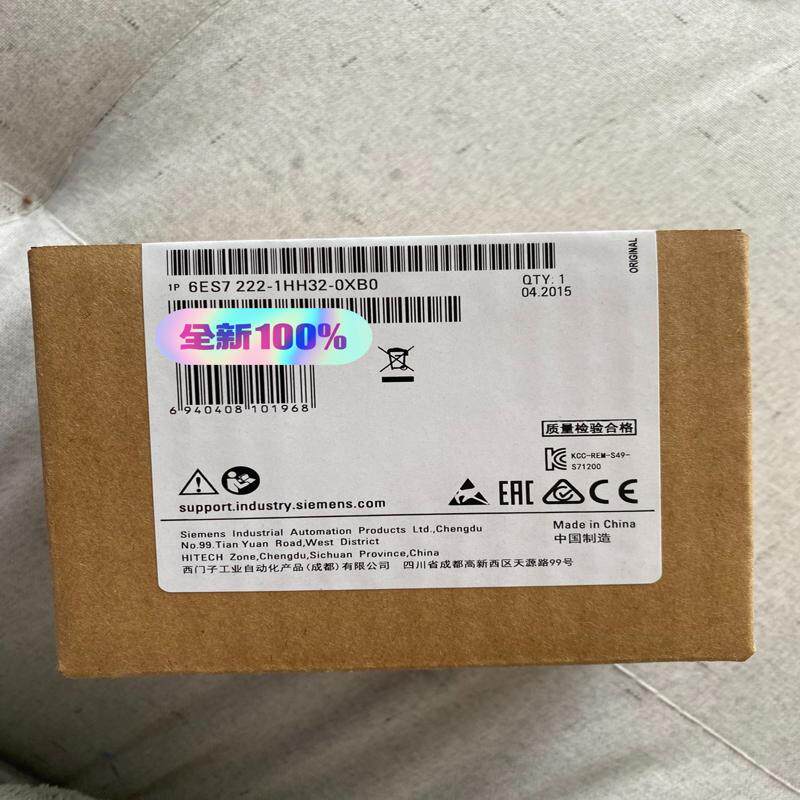 1P 6ES7 222-1HH32-0XB0
QTY: 1
04.2015
ORIGINAL
全新100%
6 940408 101968
质量检验合格
KCC-REM-S49-
S71200
support.industry.siemens.com
EAC CE
Siemens Industrial Automation Products Ltd.,Chengdu
No.99.Tian Yuan Road,West District
HITECH Zone,Chengdu,Sichuan Province,China
西门子工业自动化产品(成都)有限公司 四川省成都高新西区天源路99号
Made in China
中国制造